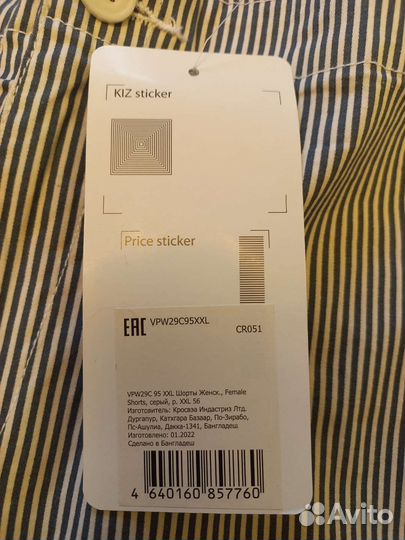 KIZ sticker
Price sticker
EAC VPW29C95XXL
CR051
VPW29C 95 XXL Шорты Женск., Female
Shorts, серый, р. XXL 56
Изготовитель: Кросвэа Индастриз Лтд.
Дургапур, Катхгара Базаар, По-Зирабо,
Пс-Ашулиа, Дакка-1341, Бангладеш
Изготовлено: 01.2022
Сделано в Бангладеш
4 640160 857760
Avito